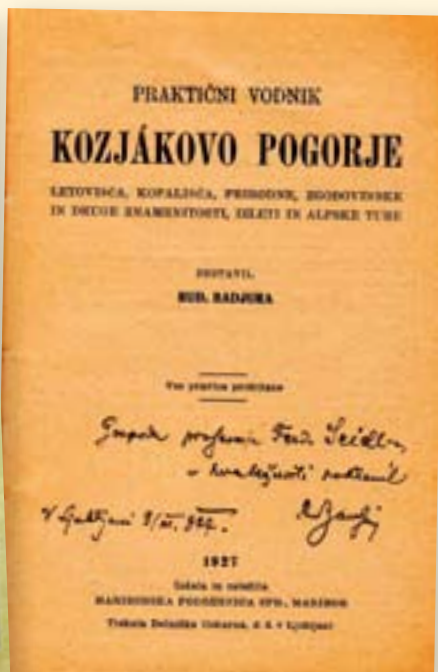 PRAKTIČNI VODNIK
KOZJÁKOVO POGORJE
LETOVIŠČA, KOPALIŠČA, PRIRODNE, ZGODOVINSKE
IN DRUGE ZNAMENITOSTI, IZLETI IN ALPSKE TURE
SESTAVIL
RUD. BADJURA
Vse pravice pridržane
Gospodu profesorju Ferd. Seidlu
v hvaležnosti poklonil
V Ljubljani
1927
Izdala in založila
MARIBORSKA PODRUŽNICA SPD., MARIBOR
Tiskala Delniška tiskarna, d. d. v Ljubljani